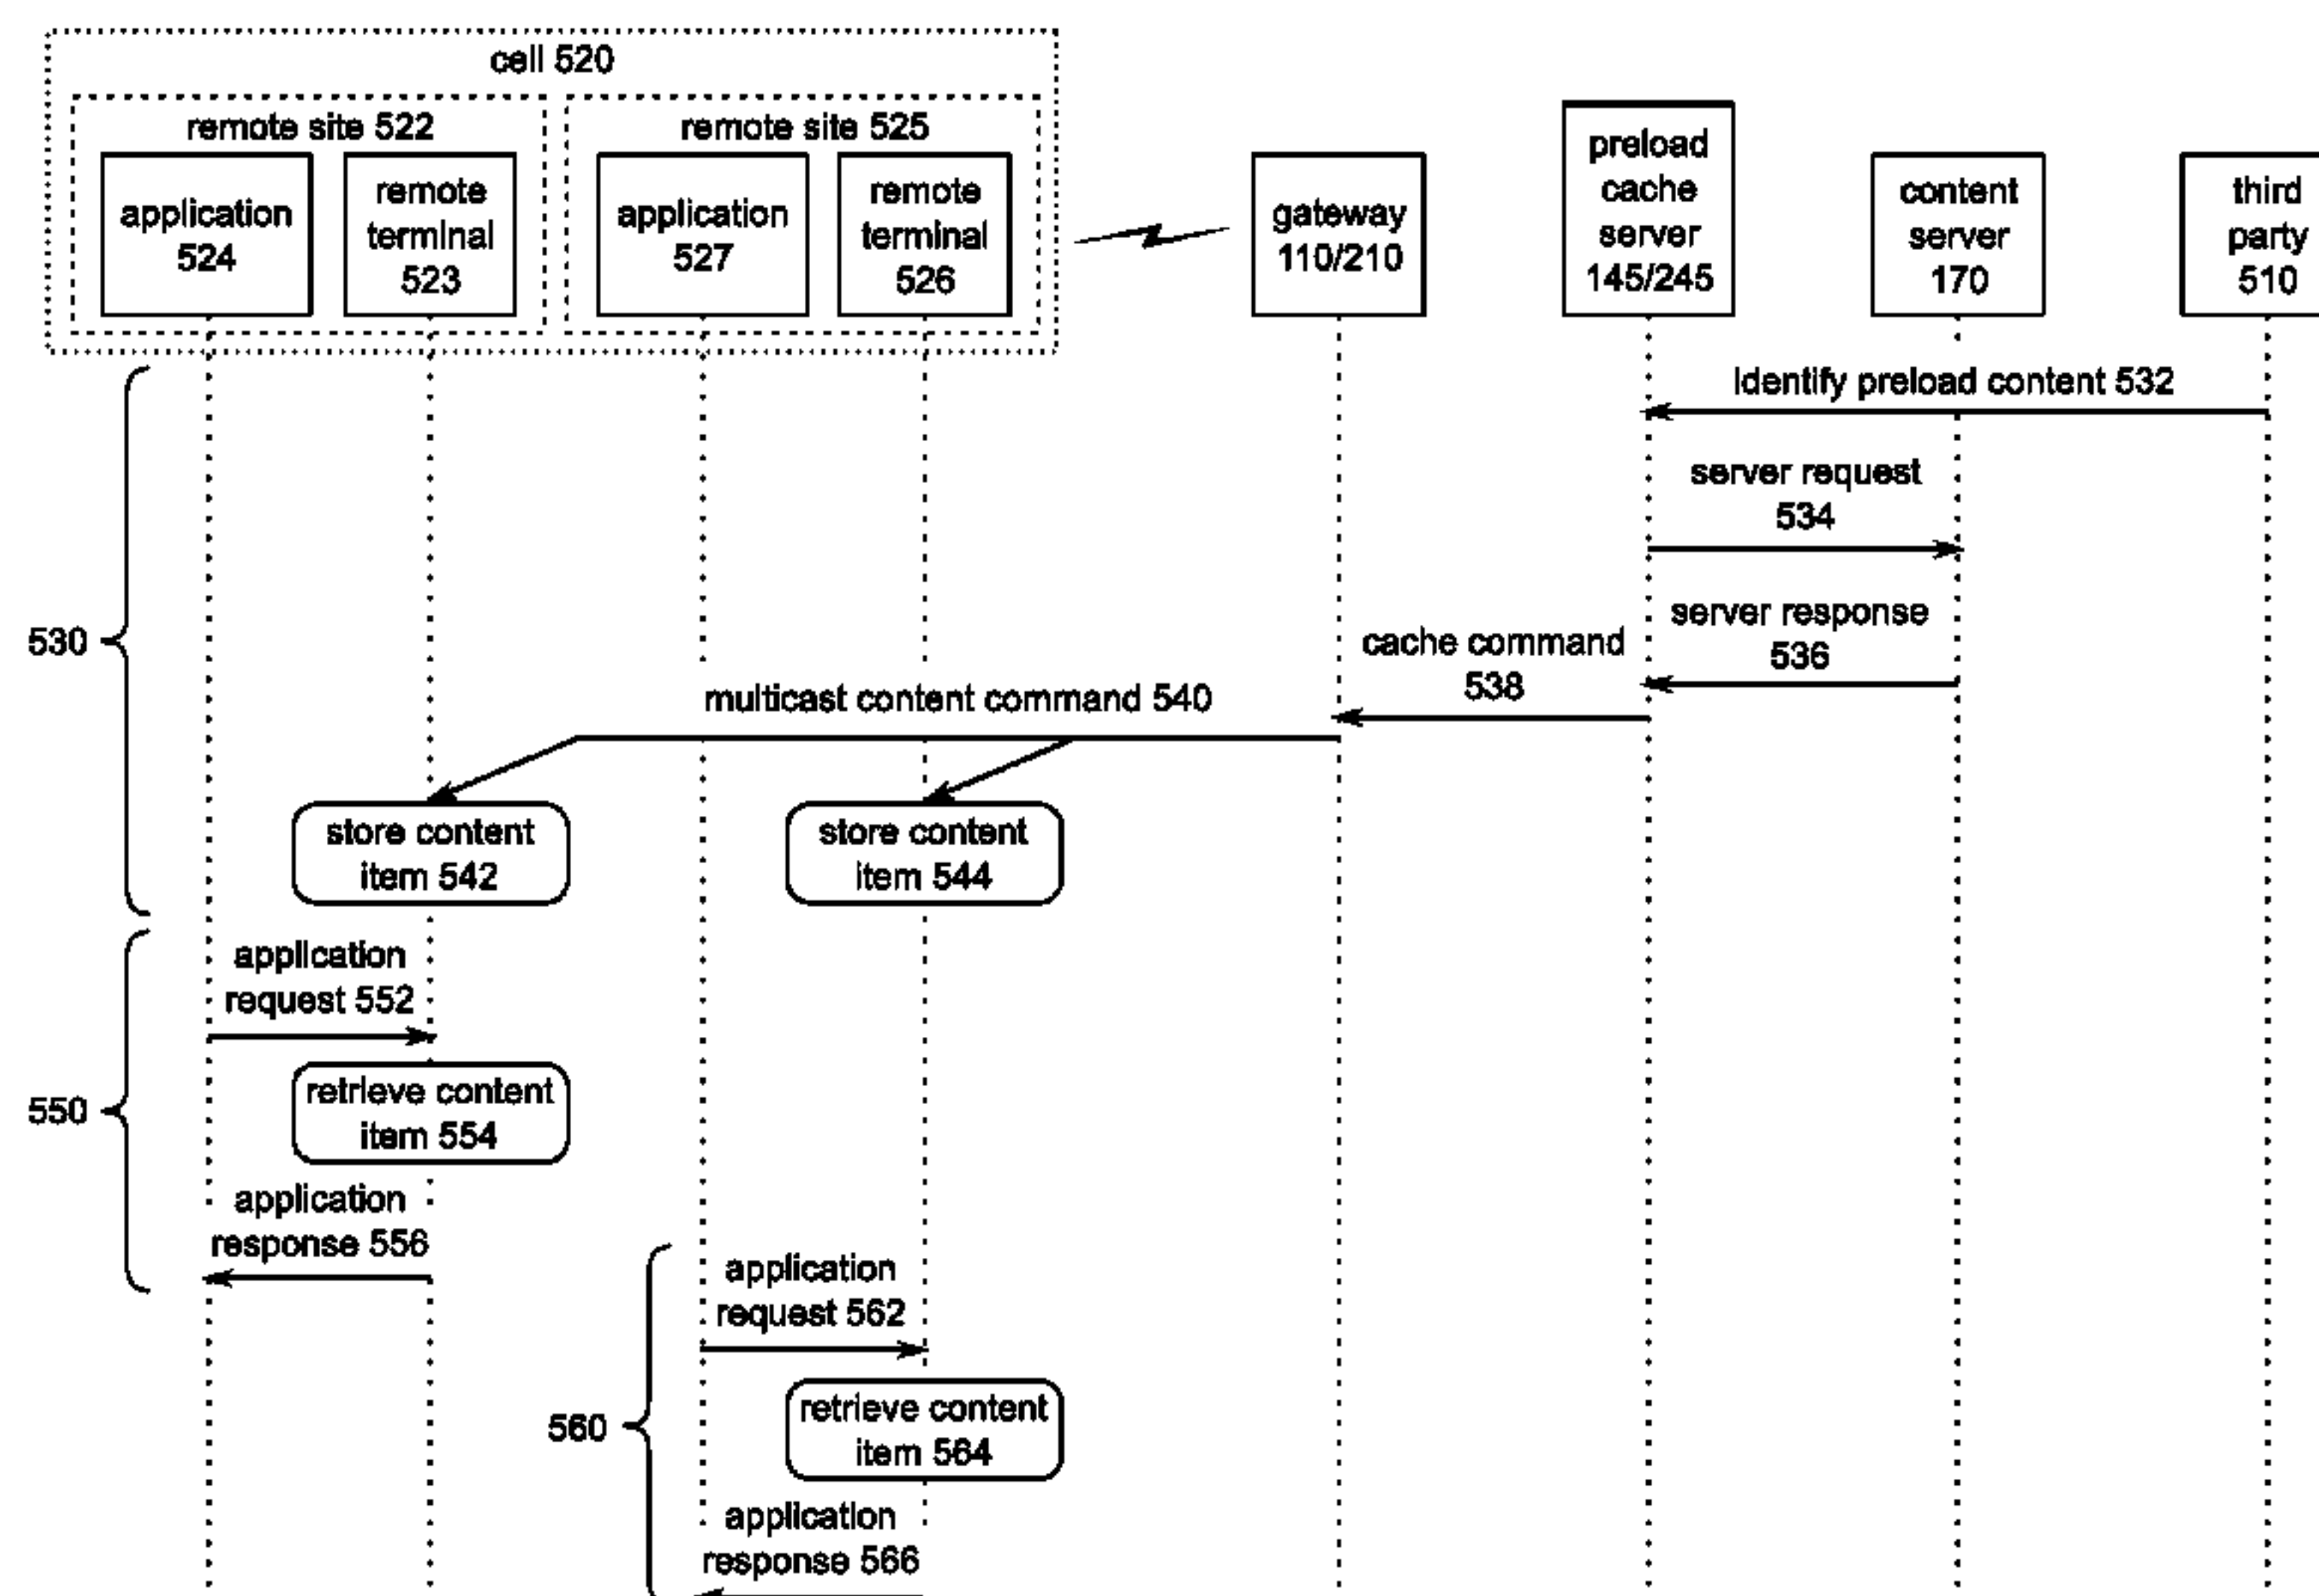 cell 520
remote site 522
remote site 525
application
524
remote
terminal
523
application
527
remote
terminal
526
gateway
110/210
preload
cache
server
145/245
content
server
170
third
party
510
identify preload content 532
server request
534
server response
536
cache command
538
multicast content command 540
530
store content
item 542
store content
item 544
application
request 552
550
retrieve content
item 554
application
response 556
application
request 562
560
retrieve content
item 564
application
response 566